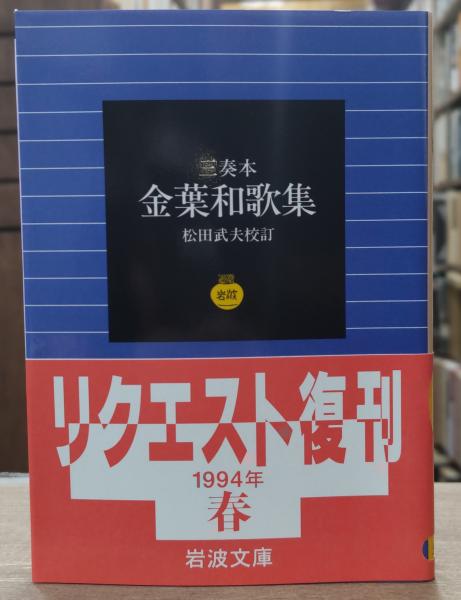 三奏本
金葉和歌集
松田武夫校訂
岩波
リクエスト復刊
1994年
春
岩波文庫